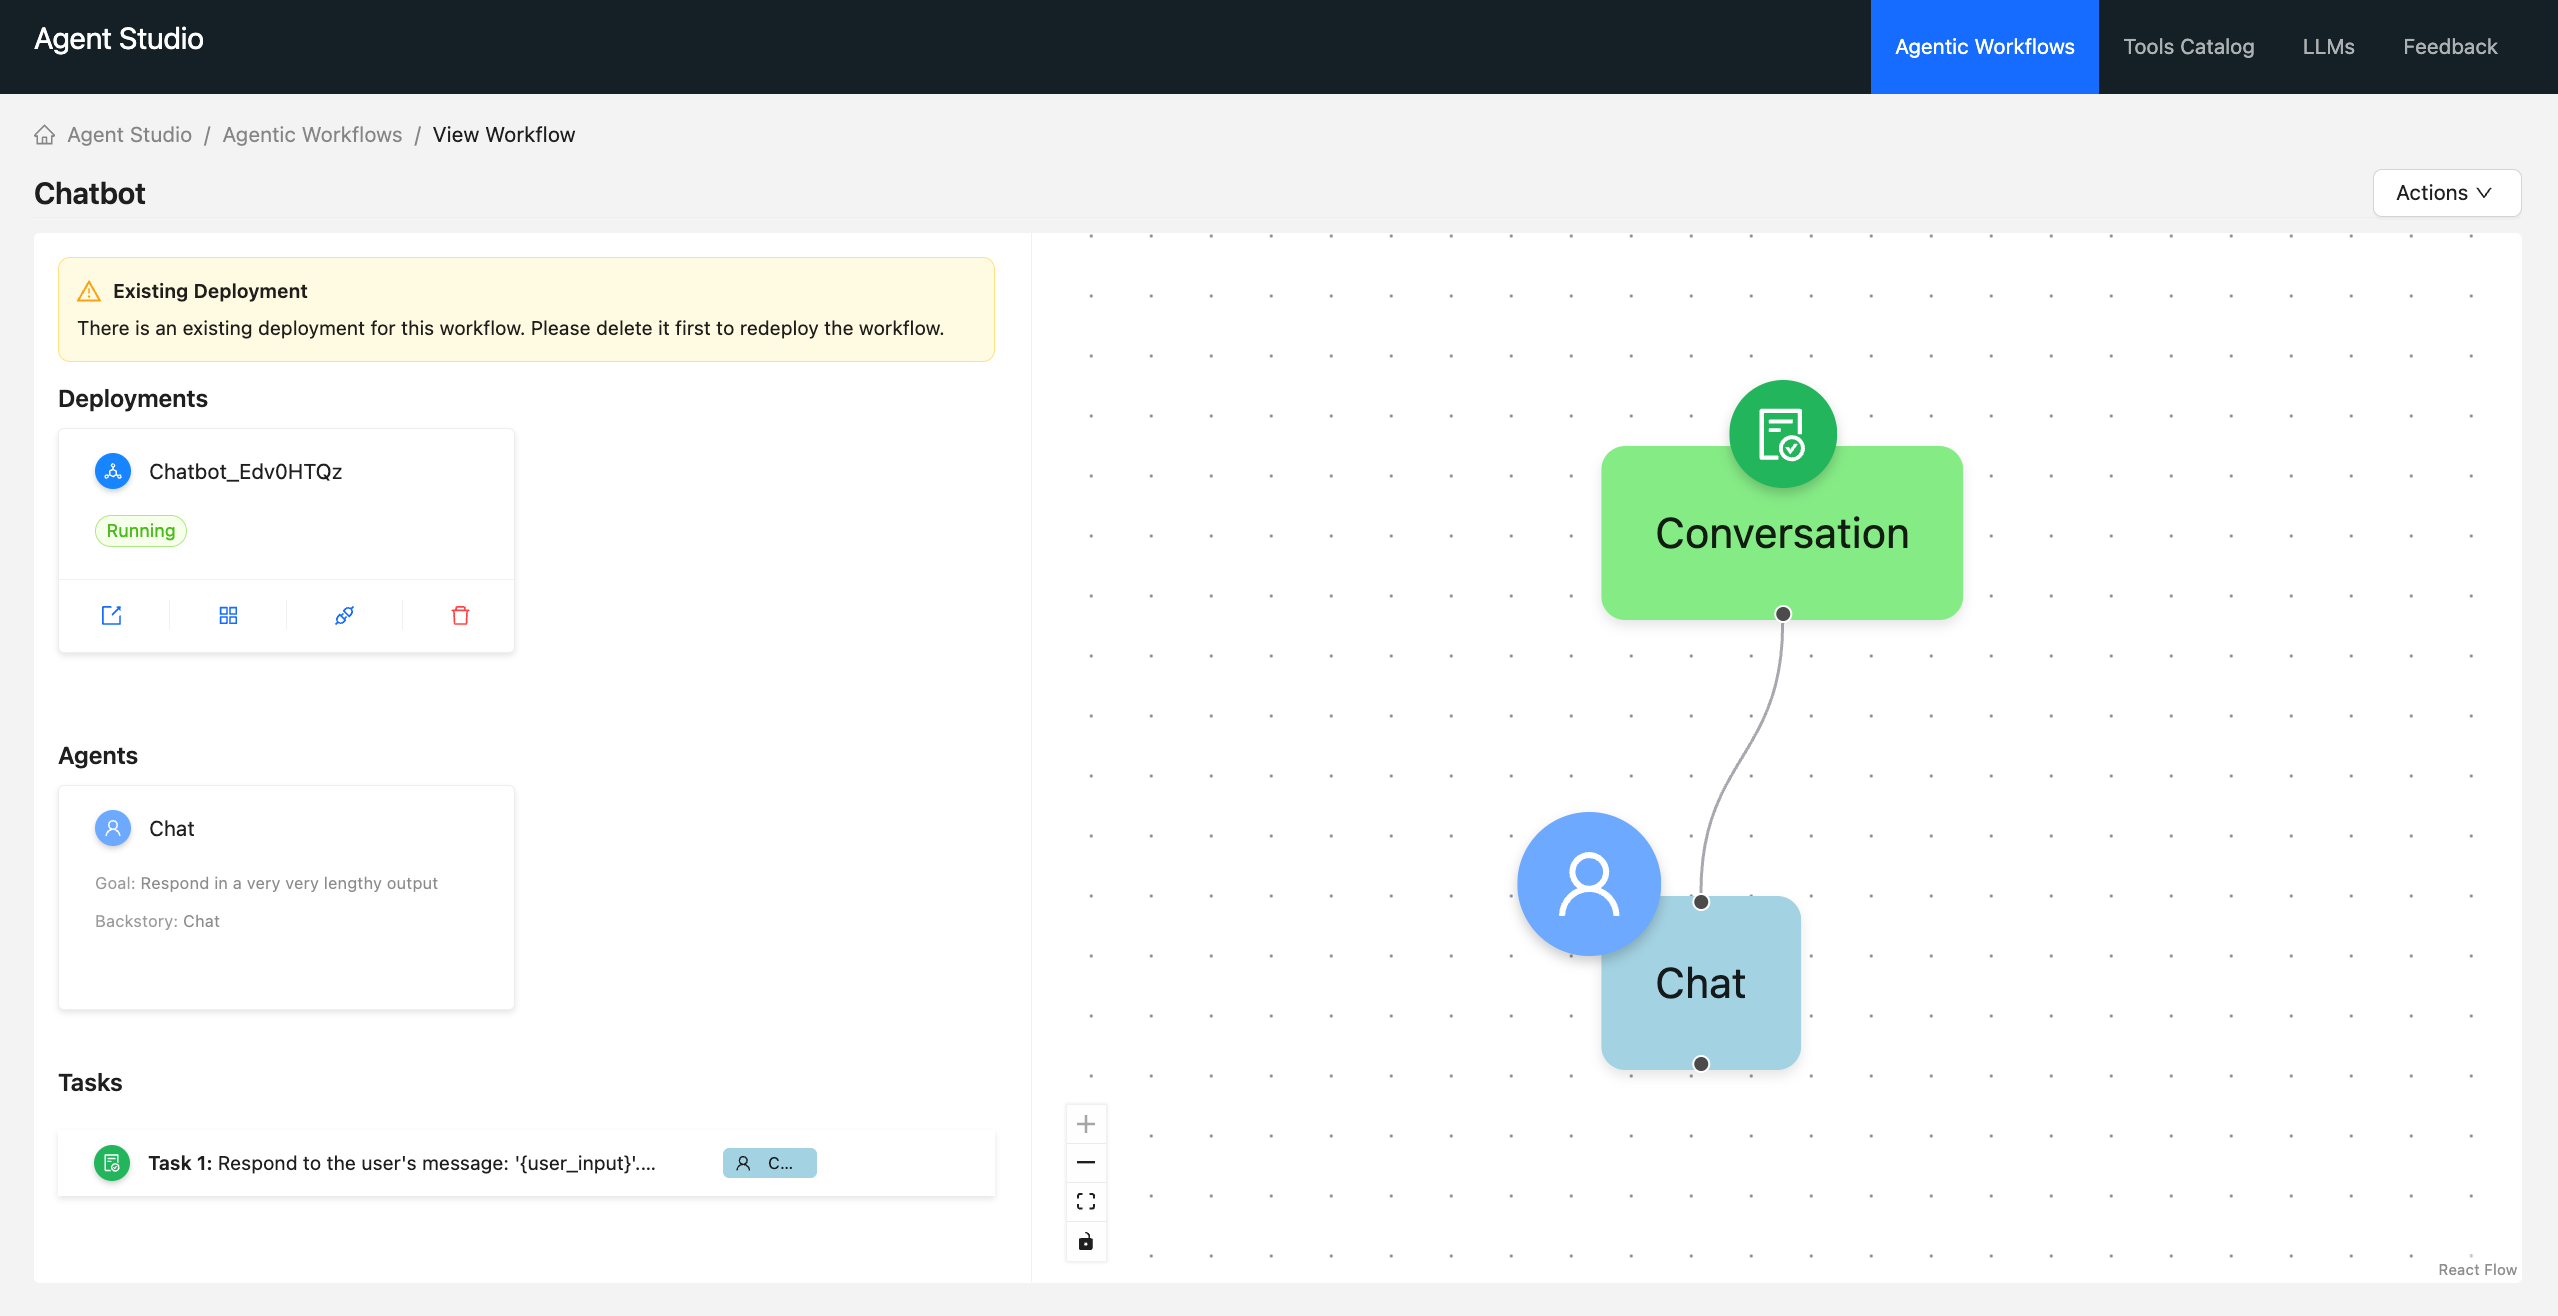 Agent Studio
Agentic Workflows
Tools Catalog
LLMs
Feedback
Agent Studio / Agentic Workflows / View Workflow
Chatbot
Actions
Existing Deployment
There is an existing deployment for this workflow. Please delete it first to redeploy the workflow.
Deployments
Chatbot_Edv0HTQz
Running
Agents
Chat
Goal: Respond in a very very lengthy output
Backstory: Chat
Tasks
Task 1: Respond to the user's message: '{user_input}'....
C...
Conversation
Chat
React Flow